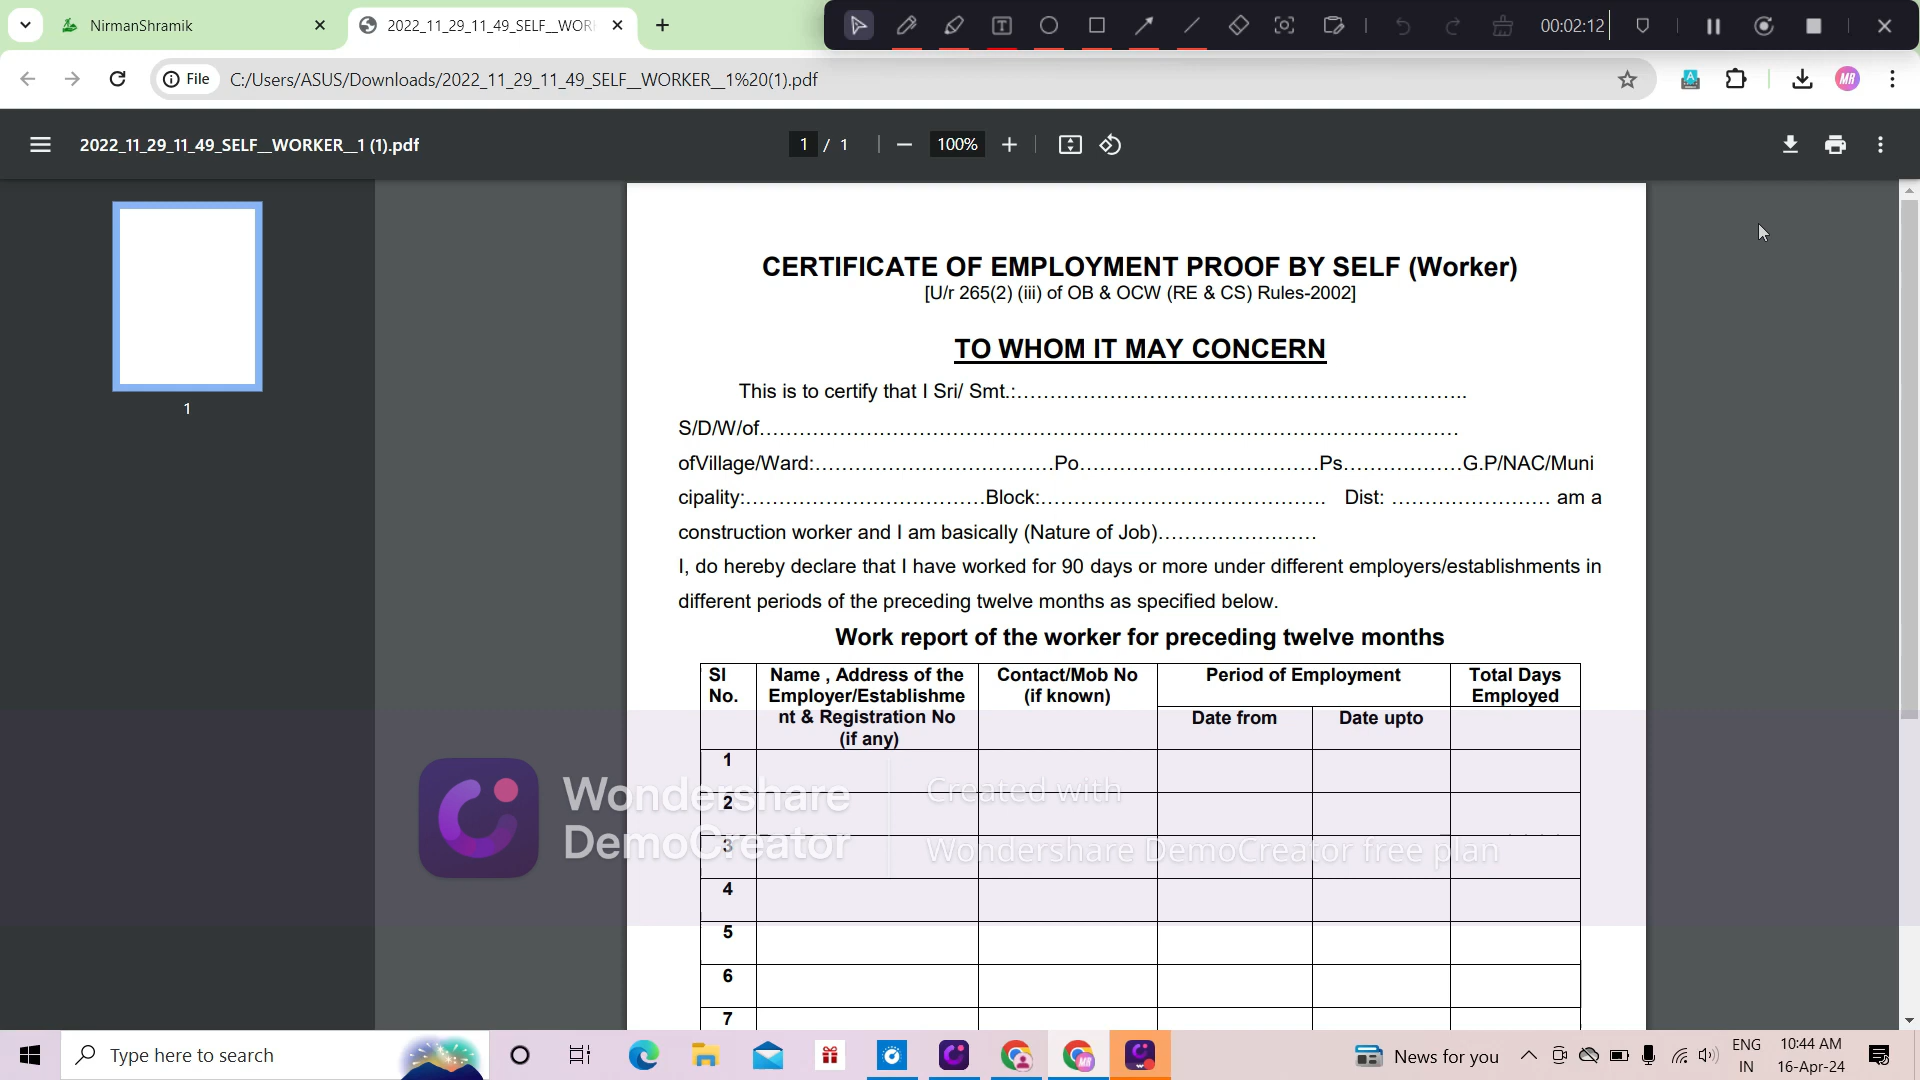 NirmanShramik
2022_11_29_11_49_SELF__WOR
00:02:12
File
C:/Users/ASUS/Downloads/2022_11_29_11_49_SELF__WORKER__1%20(1).pdf
MR
2022_11_29_11_49_SELF__WORKER__1 (1).pdf
1 / 1
100%
1
CERTIFICATE OF EMPLOYMENT PROOF BY SELF (Worker)
[U/r 265(2) (iii) of OB & OCW (RE & CS) Rules-2002]
TO WHOM IT MAY CONCERN
This is to certify that I Sri/ Smt.:…………………………………………………………..
S/D/W/of……………………………………………………………………………………………
ofVillage/Ward:………………………………Po………………………………Ps………………G.P/NAC/Muni
cipality:………………………………Block:…………………………………… Dist: …………………… am a
construction worker and I am basically (Nature of Job)……………………
I, do hereby declare that I have worked for 90 days or more under different employers/establishments in
different periods of the preceding twelve months as specified below.
Work report of the worker for preceding twelve months
Sl No.
Name , Address of the Employer/Establishme nt & Registration No (if any)
Contact/Mob No (if known)
Period of Employment
Total Days Employed
Date from
Date upto
1
2
3
4
5
6
7
Wondershare DemoCreator
Created with
Wondershare DemoCreator free plan
Type here to search
News for you
ENG
IN
10:44 AM
16-Apr-24